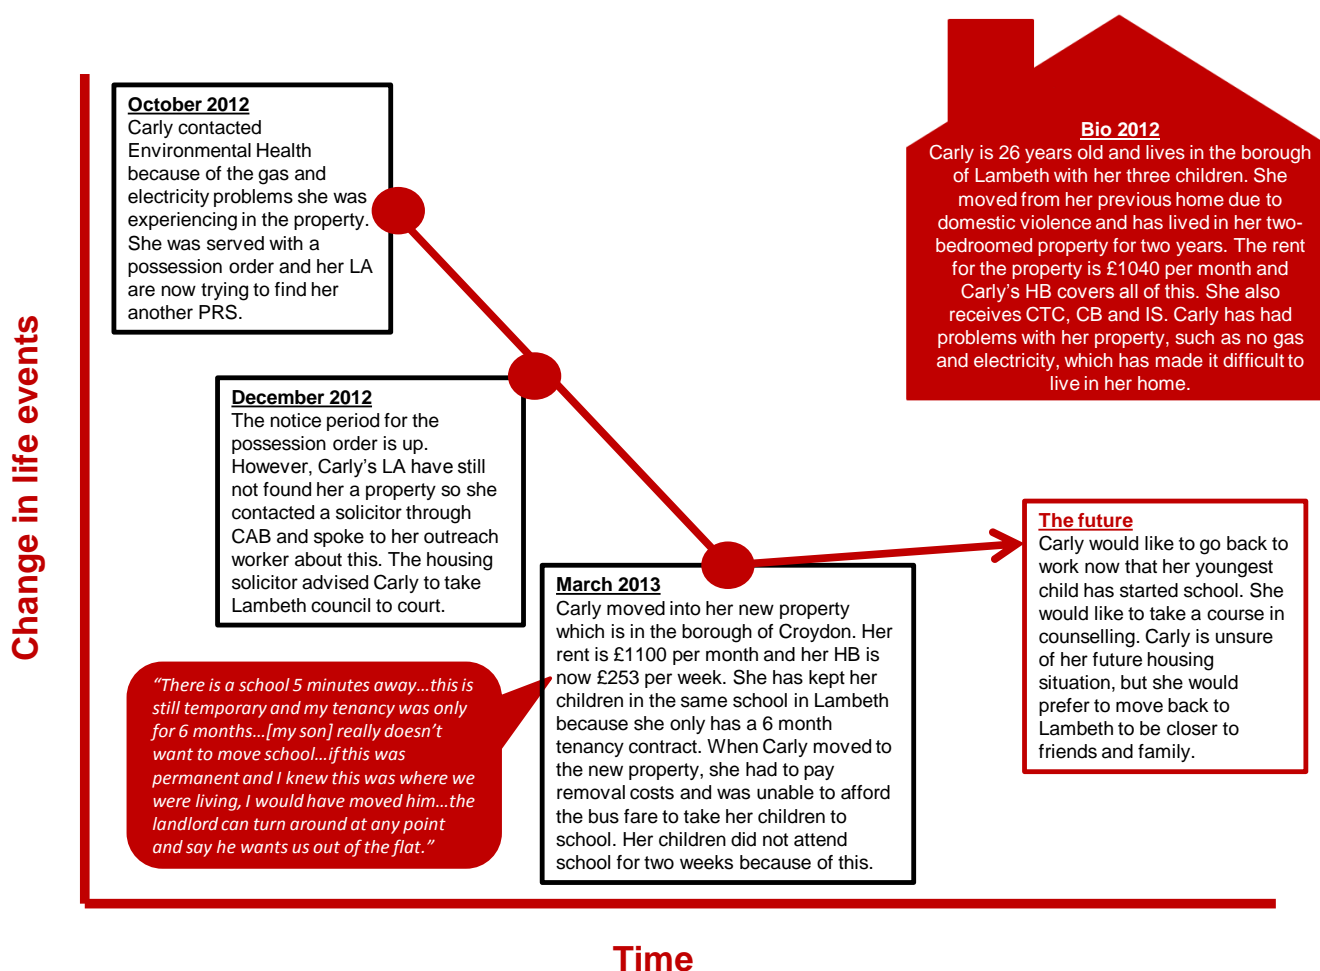 Change in life events
October 2012
Carly contacted
Environmental Health
because of the gas and
electricity problems she was
experiencing in the property.
She was served with a
possession order and her LA
are now trying to find her
another PRS.
Bio 2012
Carly is 26 years old and lives in the borough
of Lambeth with her three children. She
moved from her previous home due to
domestic violence and has lived in her two-
bedroomed property for two years. The rent
for the property is £1040 per month and
Carly’s HB covers all of this. She also
receives CTC, CB and IS. Carly has had
problems with her property, such as no gas
and electricity, which has made it difficult to
live in her home.
December 2012
The notice period for the
possession order is up.
However, Carly’s LA have still
not found her a property so she
contacted a solicitor through
CAB and spoke to her outreach
worker about this. The housing
solicitor advised Carly to take
Lambeth council to court.
March 2013
Carly moved into her new property
which is in the borough of Croydon. Her
rent is £1100 per month and her HB is
now £253 per week. She has kept her
children in the same school in Lambeth
because she only has a 6 month
tenancy contract. When Carly moved to
the new property, she had to pay
removal costs and was unable to afford
the bus fare to take her children to
school. Her children did not attend
school for two weeks because of this.
“There is a school 5 minutes away…this is
still temporary and my tenancy was only
for 6 months…[my son] really doesn’t
want to move school…if this was
permanent and I knew this was where we
were living, I would have moved him…the
landlord can turn around at any point
and say he wants us out of the flat.”
The future
Carly would like to go back to
work now that her youngest
child has started school. She
would like to take a course in
counselling. Carly is unsure
of her future housing
situation, but she would
prefer to move back to
Lambeth to be closer to
friends and family.
Time